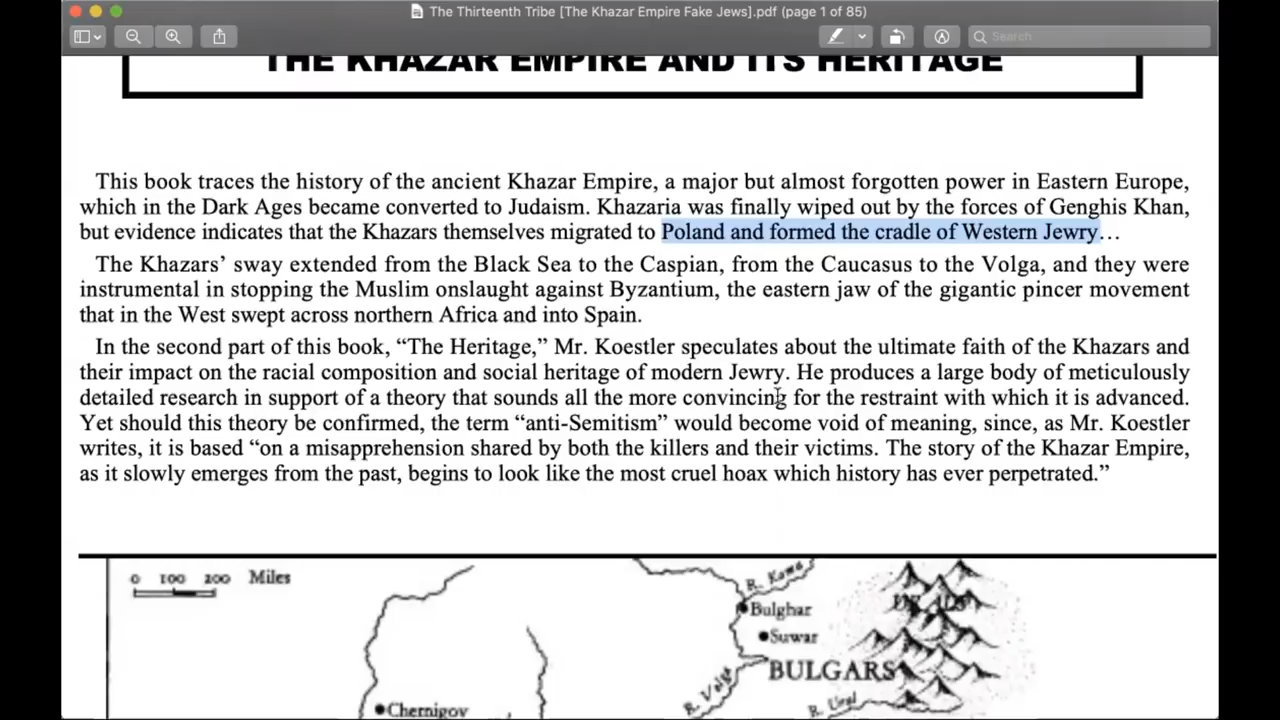 The Thirteenth Tribe [The Khazar Empire Fake Jews].pdf (page 1 of 85)
Search
THE KHAZAR EMPIRE AND ITS HERITAGE
This book traces the history of the ancient Khazar Empire, a major but almost forgotten power in Eastern Europe,
which in the Dark Ages became converted to Judaism. Khazaria was finally wiped out by the forces of Genghis Khan,
but evidence indicates that the Khazars themselves migrated to Poland and formed the cradle of Western Jewry…
The Khazars’ sway extended from the Black Sea to the Caspian, from the Caucasus to the Volga, and they were
instrumental in stopping the Muslim onslaught against Byzantium, the eastern jaw of the gigantic pincer movement
that in the West swept across northern Africa and into Spain.
In the second part of this book, “The Heritage,” Mr. Koestler speculates about the ultimate faith of the Khazars and
their impact on the racial composition and social heritage of modern Jewry. He produces a large body of meticulously
detailed research in support of a theory that sounds all the more convincing for the restraint with which it is advanced.
Yet should this theory be confirmed, the term “anti-Semitism” would become void of meaning, since, as Mr. Koestler
writes, it is based “on a misapprehension shared by both the killers and their victims. The story of the Khazar Empire,
as it slowly emerges from the past, begins to look like the most cruel hoax which history has ever perpetrated.”
0 100 200 Miles
R. Kama
Bulghar
URALS
Suwar
BULGARS
R. Volga
R. Ural
Chernigov